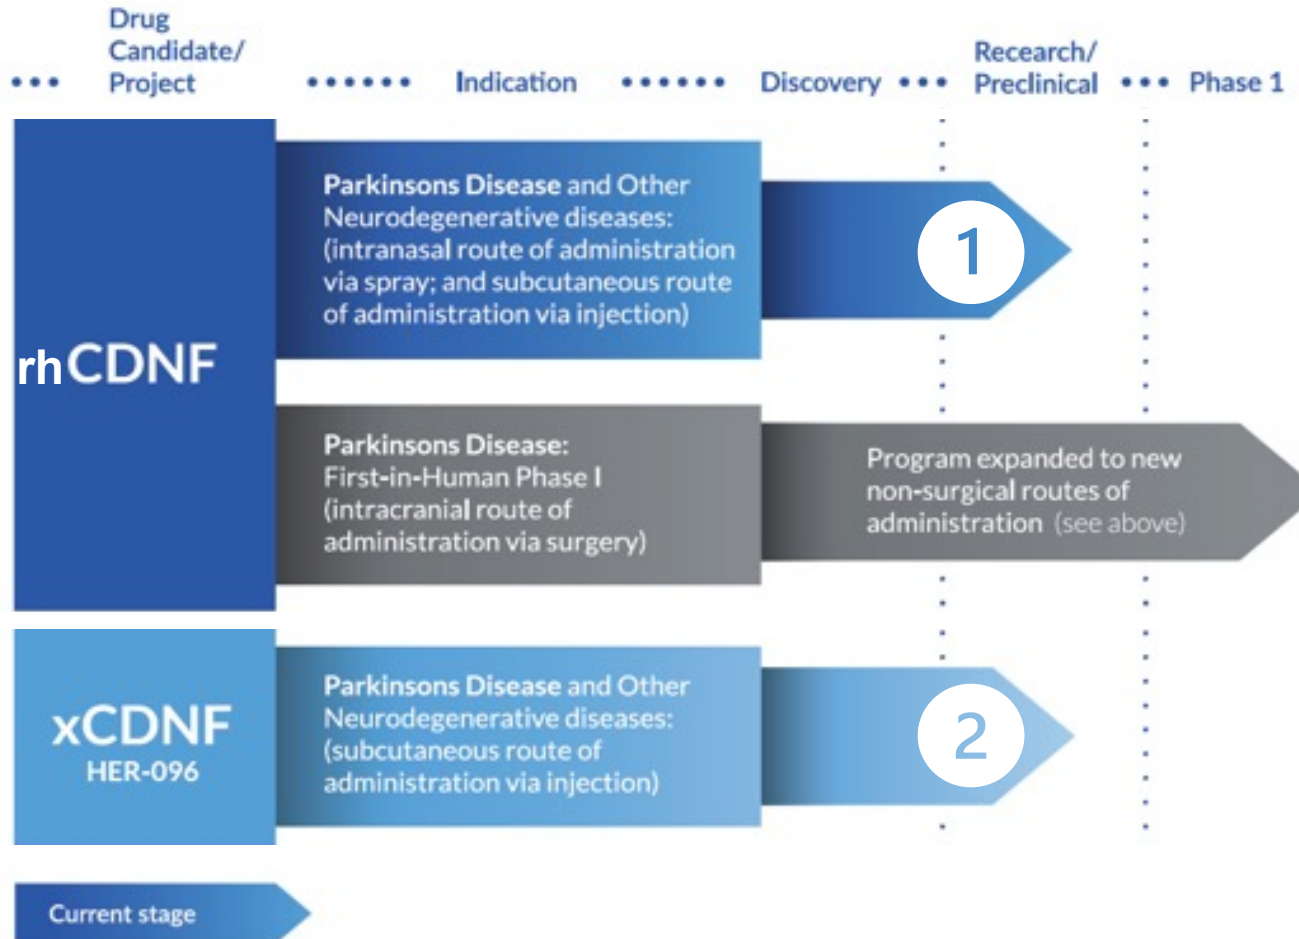 Drug
Candidate/
Project
Indication
Discovery
Recearch/
Preclinical
Phase 1
rhCDNF
Parkinsons Disease and Other
Neurodegenerative diseases:
(intranasal route of administration
via spray; and subcutaneous route
of administration via injection)
1
Parkinsons Disease:
First-in-Human Phase I
(intracranial route of
administration via surgery)
Program expanded to new
non-surgical routes of
administration (see above)
xCDNF
HER-096
Parkinsons Disease and Other
Neurodegenerative diseases:
(subcutaneous route of
administration via injection)
2
Current stage